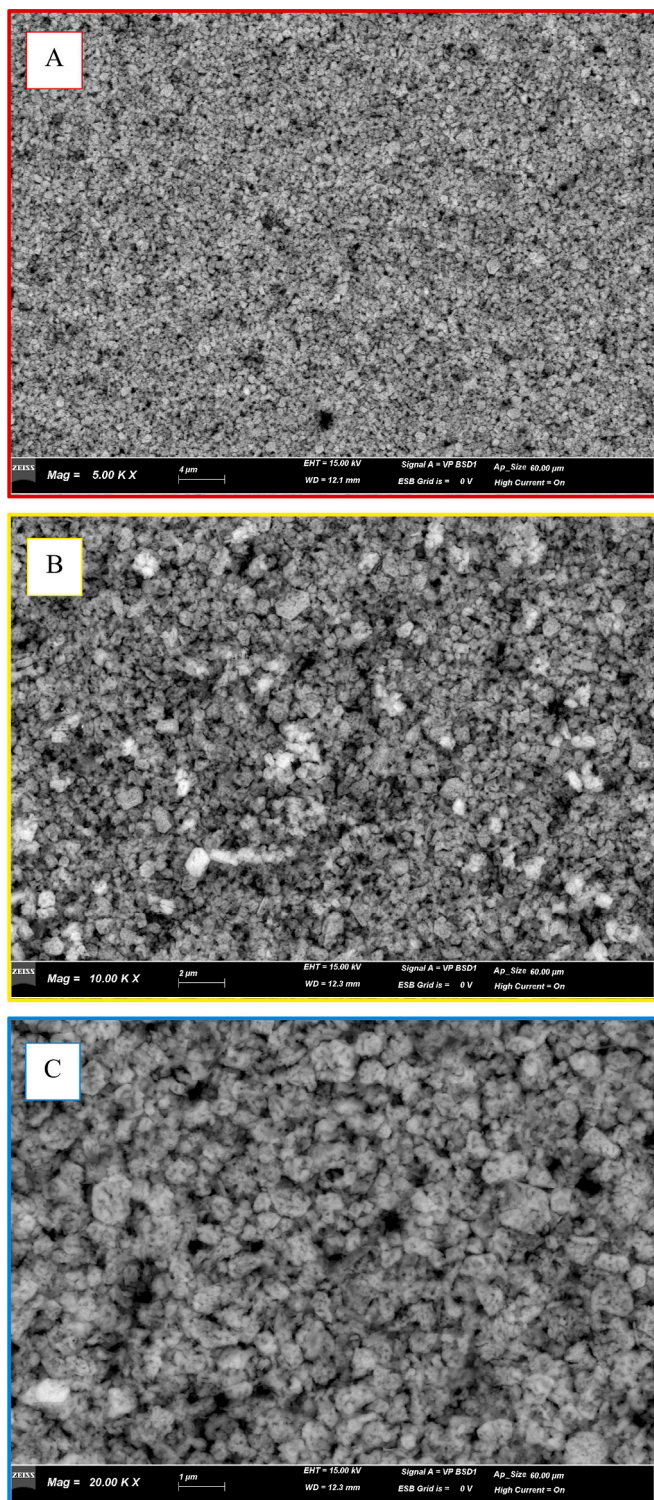 A
ZEISS
Mag = 5.00 K X
4 µm
EHT = 15.00 kV
WD = 12.1 mm
Signal A = VP BSD1
ESB Grid is = 0 V
Ap_Size 60.00 µm
High Current = On
B
ZEISS
Mag = 10.00 K X
2 µm
EHT = 15.00 kV
WD = 12.3 mm
Signal A = VP BSD1
ESB Grid is = 0 V
Ap_Size 60.00 µm
High Current = On
C
ZEISS
Mag = 20.00 K X
1 µm
EHT = 15.00 kV
WD = 12.3 mm
Signal A = VP BSD1
ESB Grid is = 0 V
Ap_Size 60.00 µm
High Current = On